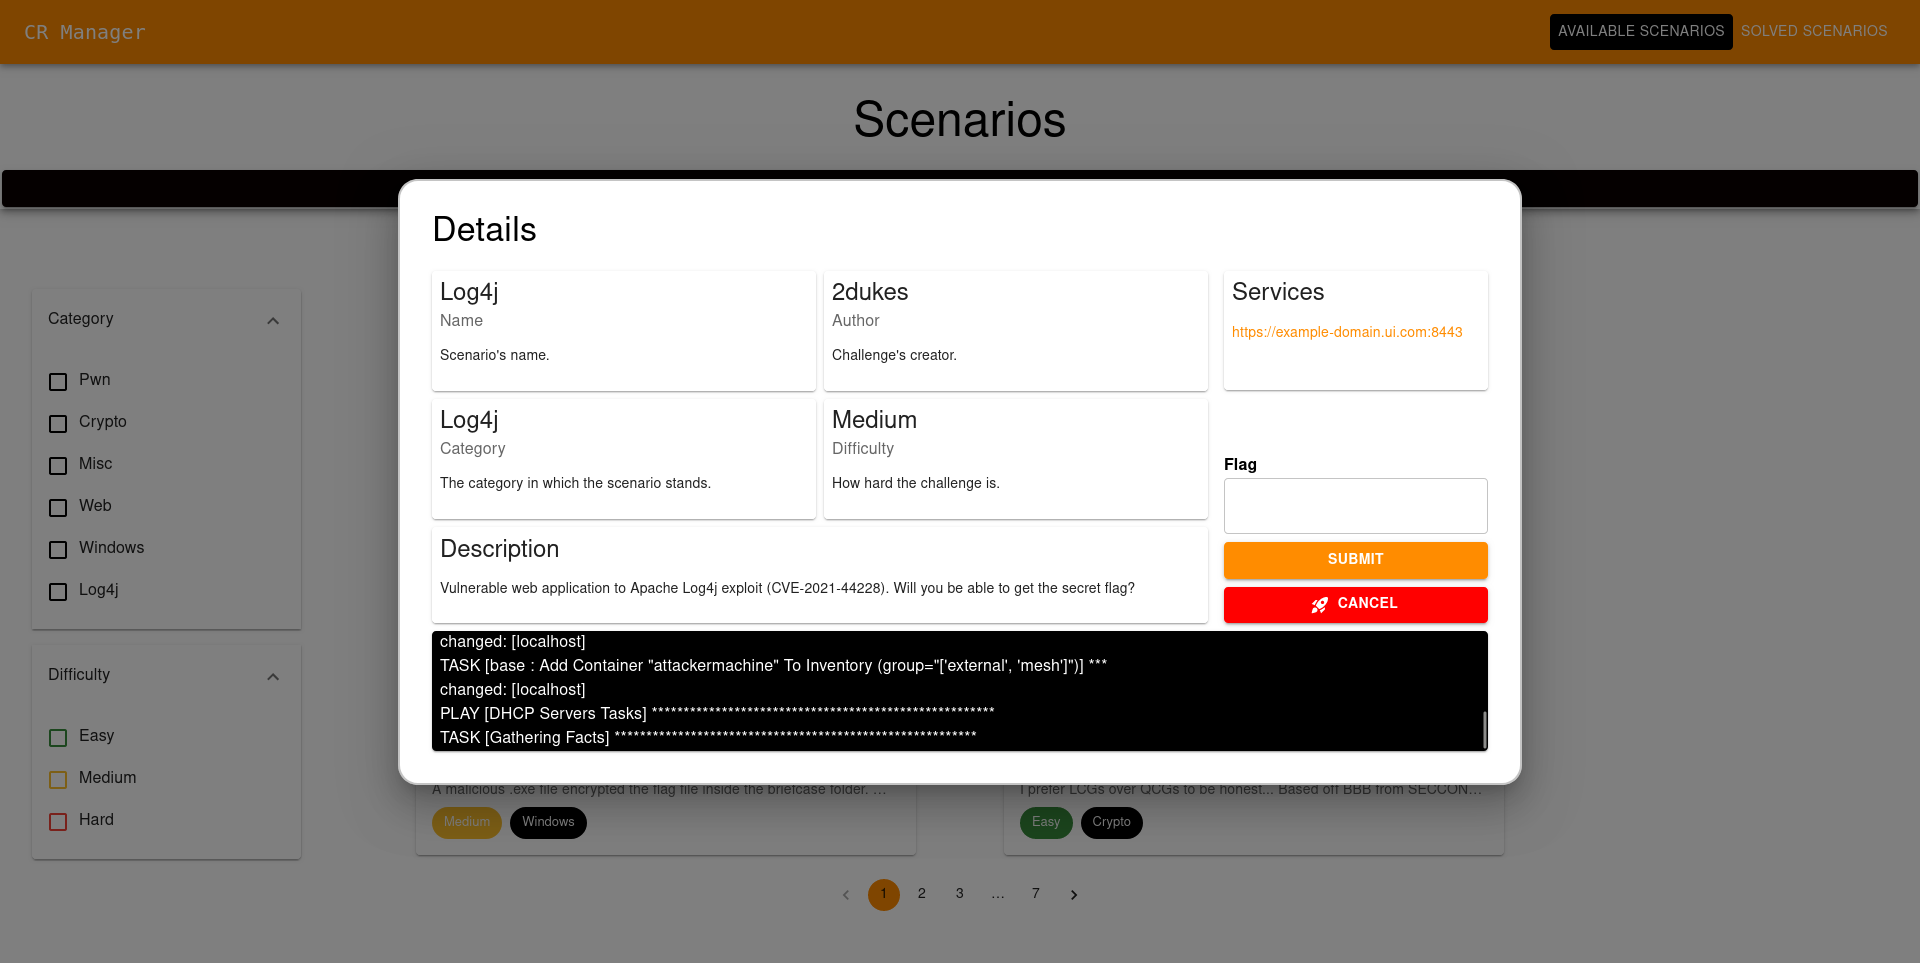 CR Manager
AVAILABLE SCENARIOS
SOLVED SCENARIOS
Scenarios
Category
Pwn
Crypto
Misc
Web
Windows
Log4j
Difficulty
Easy
Medium
Hard
Details
Log4j
Name
Scenario's name.
2dukes
Author
Challenge's creator.
Services
https://example-domain.ui.com:8443
Log4j
Category
The category in which the scenario stands.
Medium
Difficulty
How hard the challenge is.
Flag
SUBMIT
CANCEL
Description
Vulnerable web application to Apache Log4j exploit (CVE-2021-44228). Will you be able to get the secret flag?
changed: [localhost]
TASK [base : Add Container "attackermachine" To Inventory (group="['external', 'mesh']")] ***
changed: [localhost]
PLAY [DHCP Servers Tasks] ******************************************************
TASK [Gathering Facts] *********************************************************
A malicious .exe file encrypted the flag file inside the briefcase folder. ...
Medium
Windows
I prefer LCGs over QCGs to be honest... Based off BBB from SECCON...
Easy
Crypto
1 2 3 ... 7